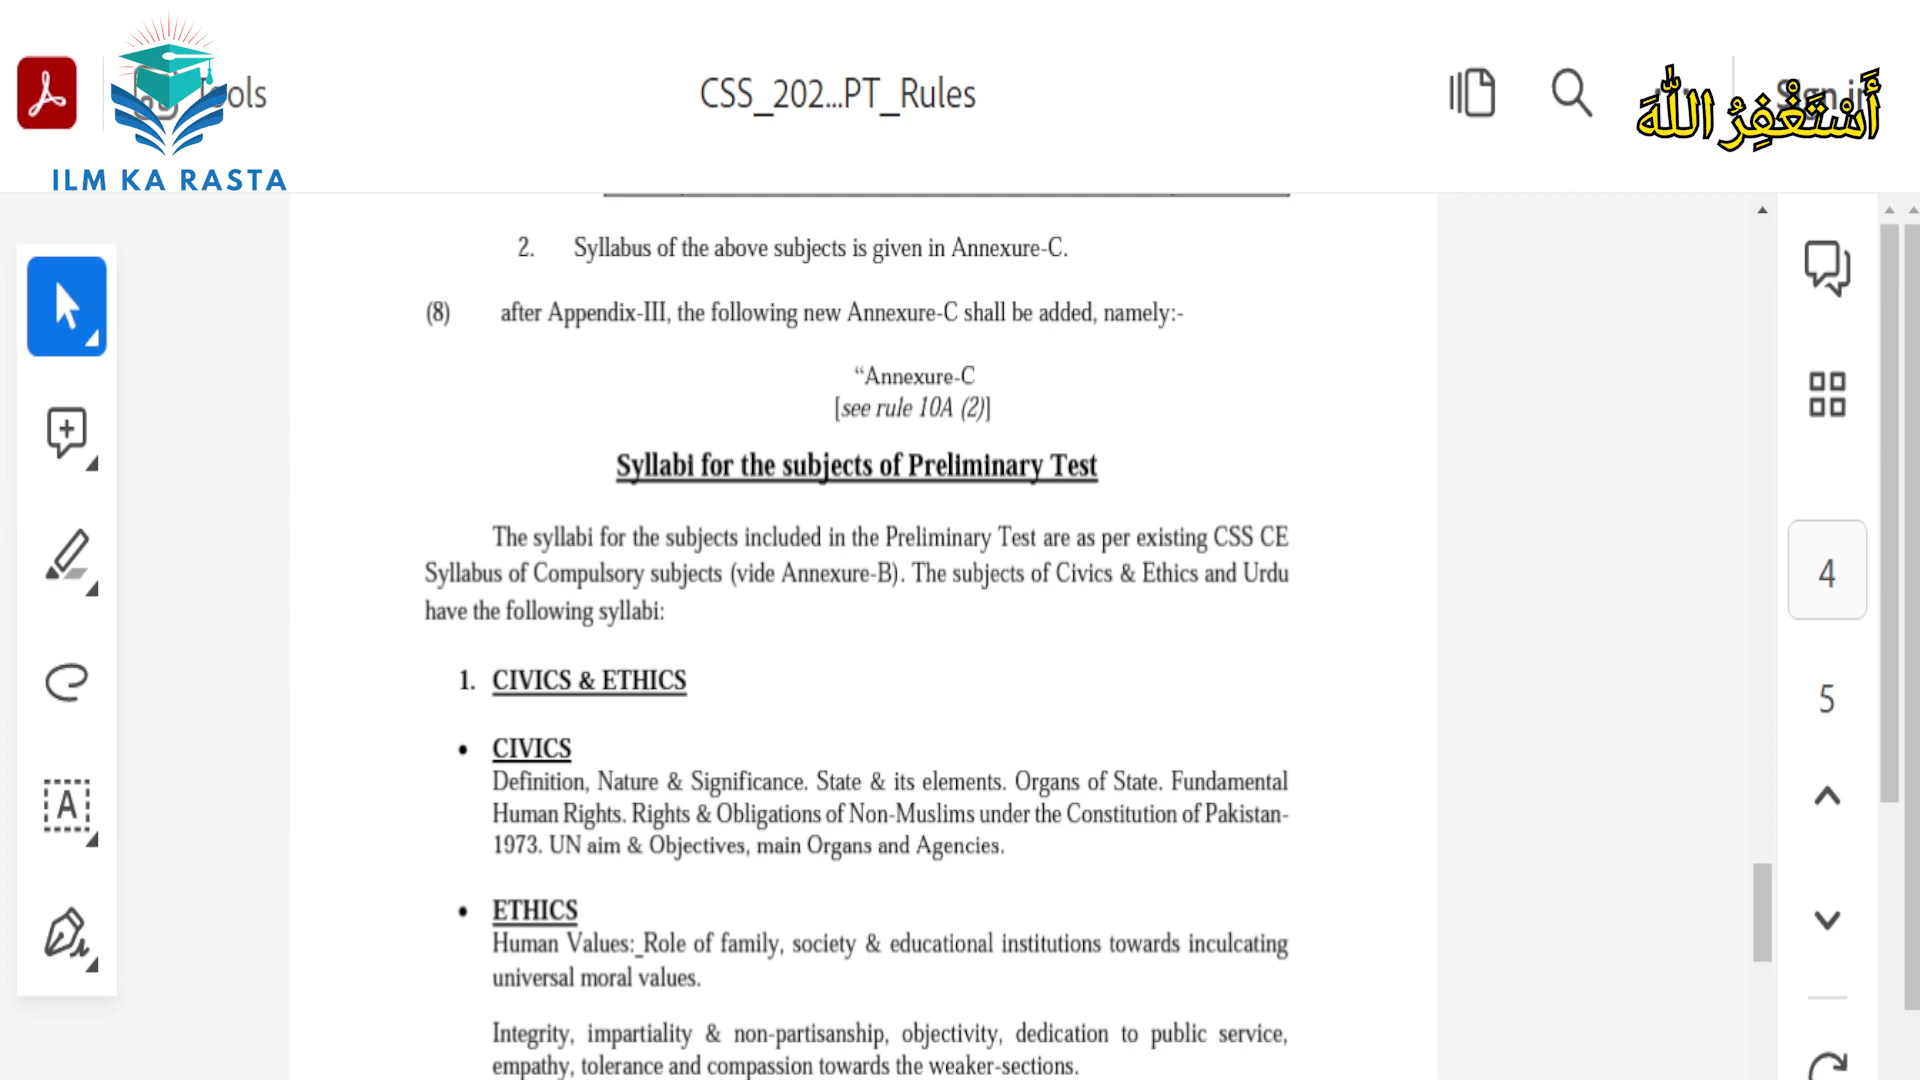 Tools
CSS_202...PT_Rules
أَسْتَغْفِرُ اللّٰهَ
ILM KA RASTA
2. Syllabus of the above subjects is given in Annexure-C.
(8) after Appendix-III, the following new Annexure-C shall be added, namely:-
“Annexure-C
[see rule 10A (2)]
Syllabi for the subjects of Preliminary Test
The syllabi for the subjects included in the Preliminary Test are as per existing CSS CE
Syllabus of Compulsory subjects (vide Annexure-B). The subjects of Civics & Ethics and Urdu
have the following syllabi:
1. CIVICS & ETHICS
• CIVICS
Definition, Nature & Significance. State & its elements. Organs of State. Fundamental
Human Rights. Rights & Obligations of Non-Muslims under the Constitution of Pakistan-
1973. UN aim & Objectives, main Organs and Agencies.
• ETHICS
Human Values:_Role of family, society & educational institutions towards inculcating
universal moral values.
Integrity, impartiality & non-partisanship, objectivity, dedication to public service,
empathy, tolerance and compassion towards the weaker-sections.
4
5